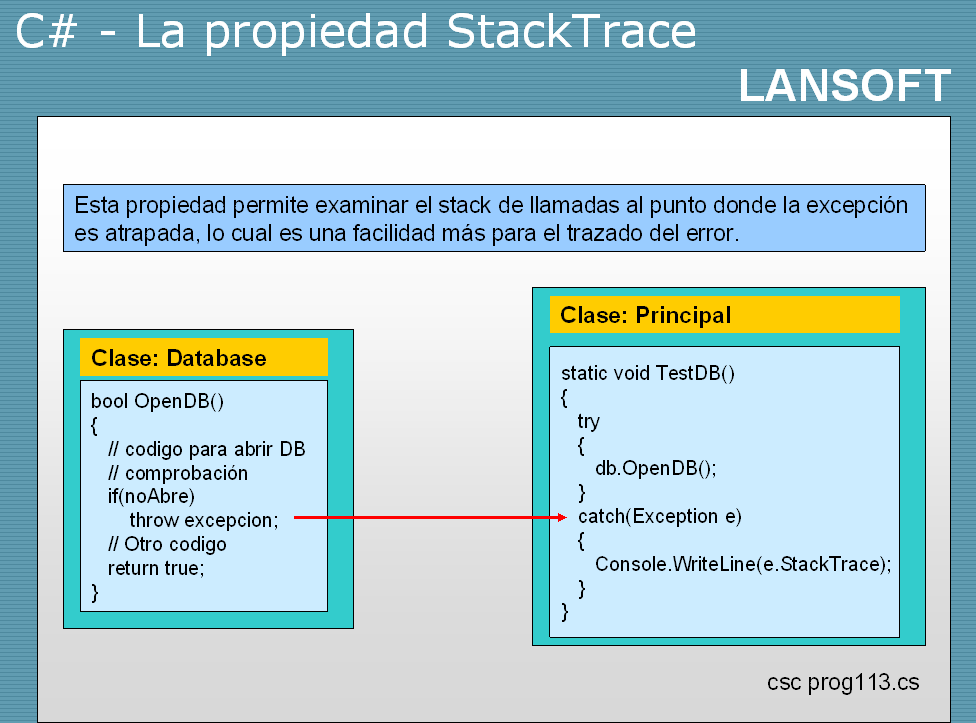 C# - La propiedad StackTrace
LANSOFT
Esta propiedad permite examinar el stack de llamadas al punto donde la excepción
es atrapada, lo cual es una facilidad más para el trazado del error.
Clase: Database
bool OpenDB()
{
// codigo para abrir DB
// comprobación
if(noAbre)
throw excepcion;
// Otro codigo
return true;
}
Clase: Principal
static void TestDB()
{
try
{
db.OpenDB();
}
catch(Exception e)
{
Console.WriteLine(e.StackTrace);
}
}
csc prog113.cs